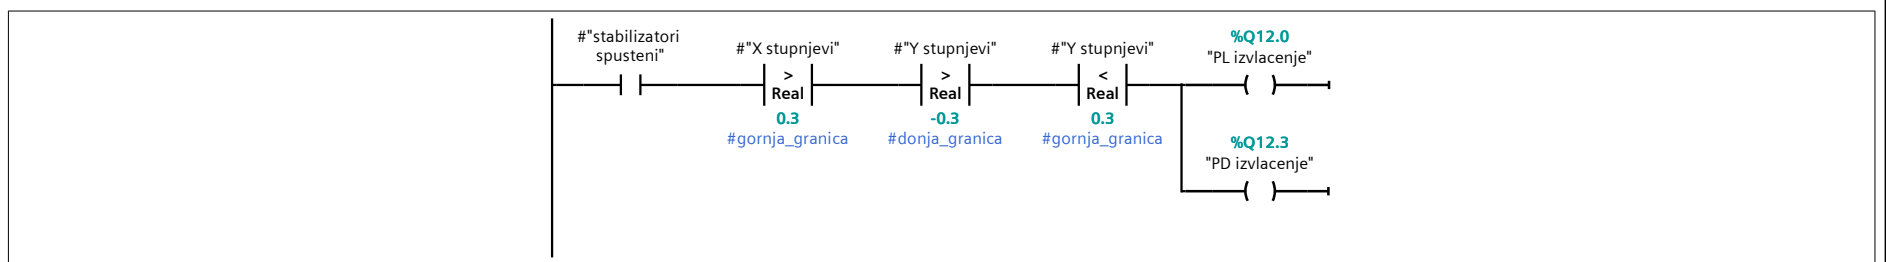 #"stabilizatori
spusteni"
#"X stupnjevi"
>
Real
0.3
#gornja_granica
#"Y stupnjevi"
>
Real
-0.3
#donja_granica
#"Y stupnjevi"
<
Real
0.3
#gornja_granica
%Q12.0
"PL izvlacenje"
%Q12.3
"PD izvlacenje"